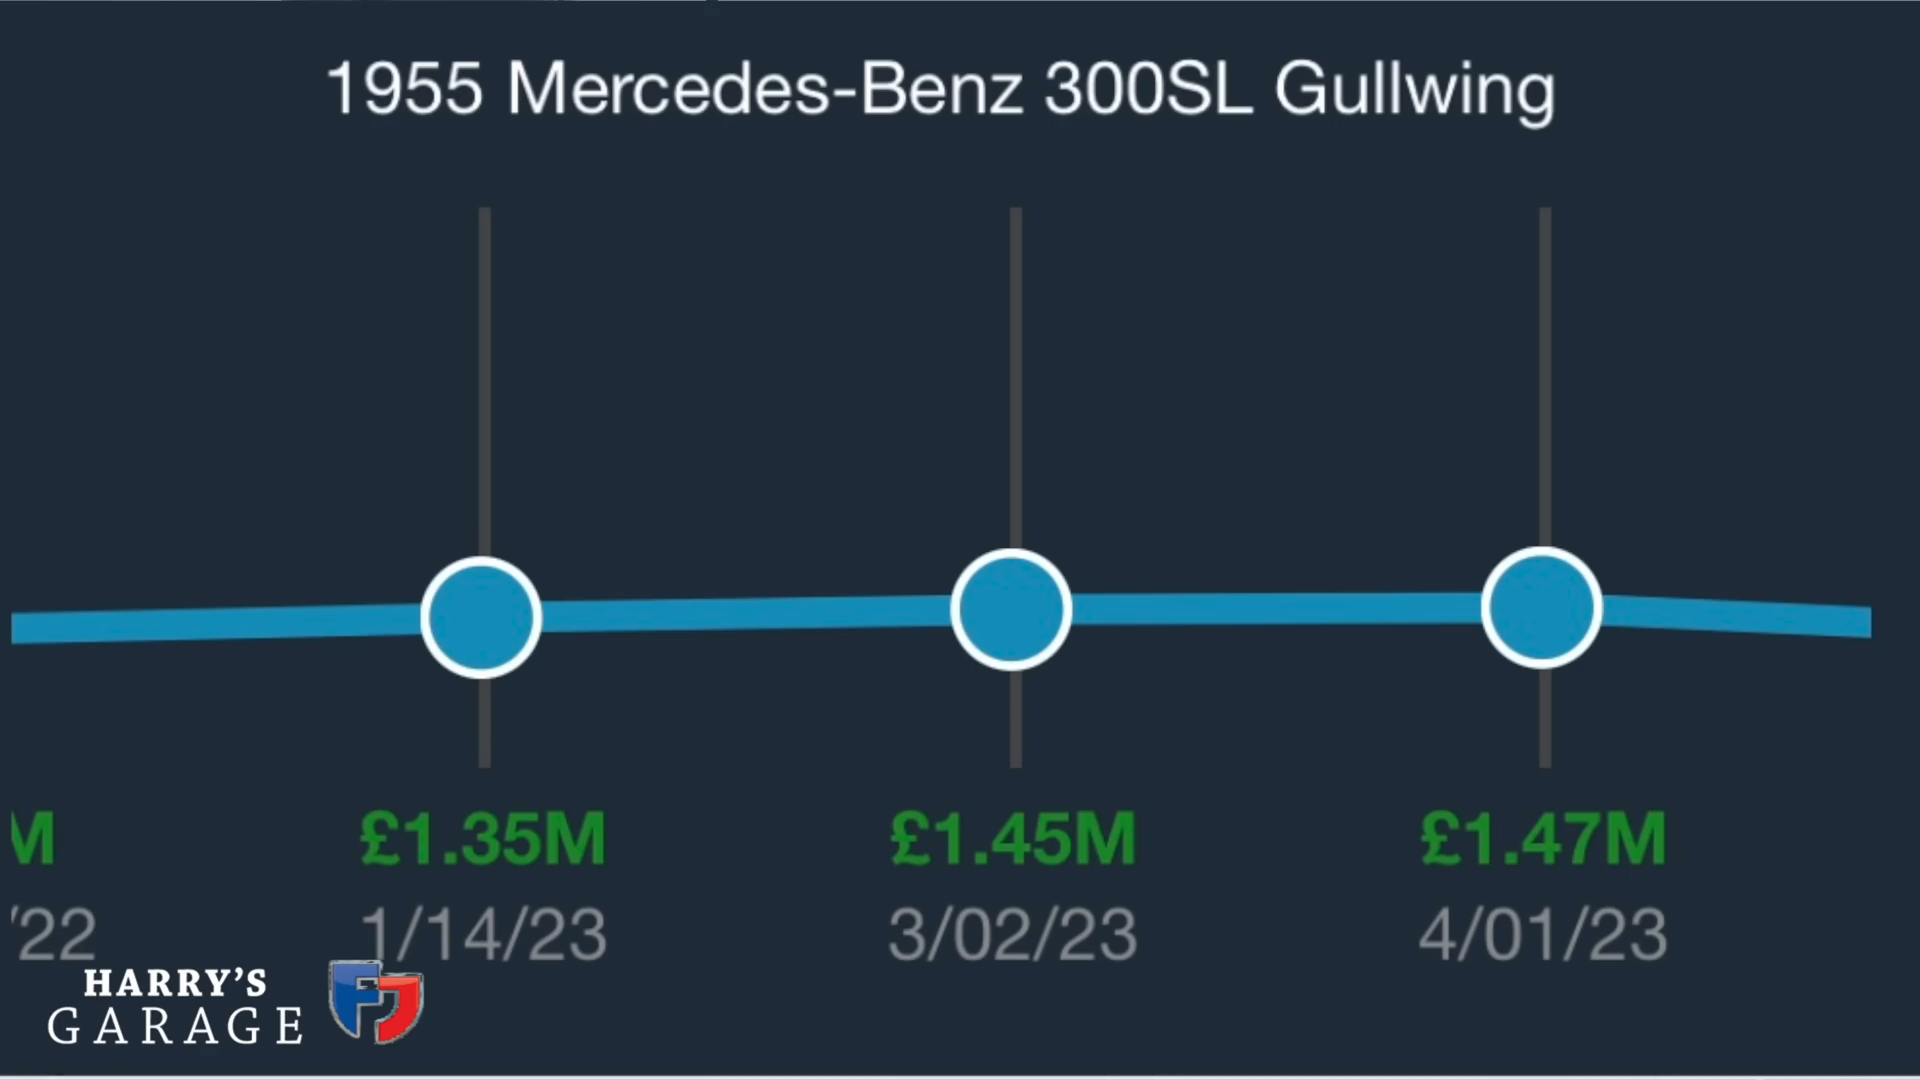 1955 Mercedes-Benz 300SL Gullwing
M £1.35M £1.45M £1.47M
/22 1/14/23 3/02/23 4/01/23
HARRY'S
GARAGE